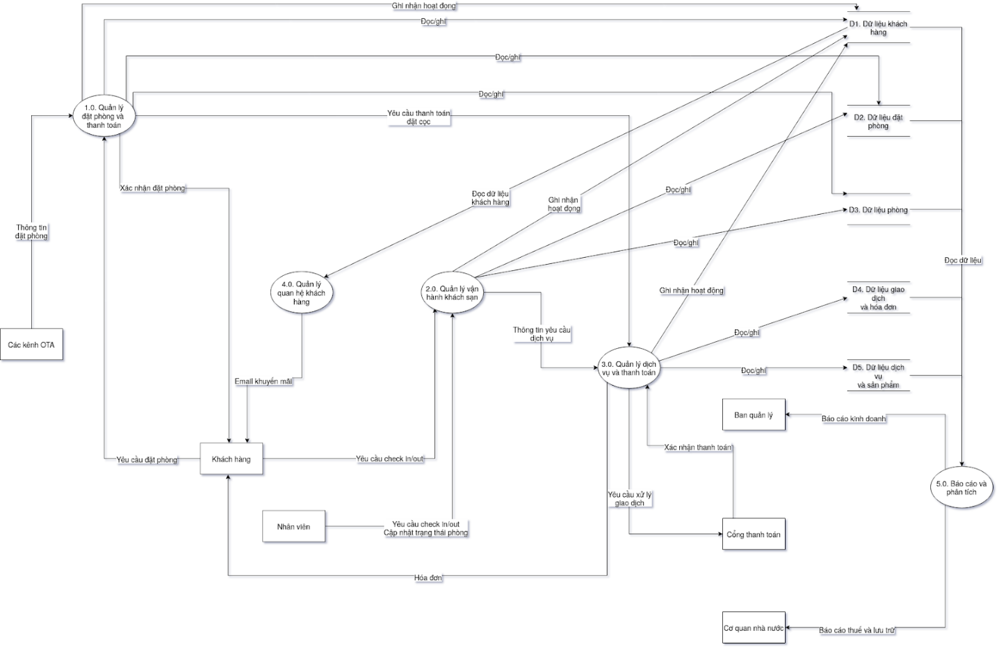 Ghi nhận hoạt động
Đọc/ghi
D1. Dữ liệu khách
hàng
Đọc/ghi
Đọc/ghi
1.0. Quản lý
đặt phòng và
thanh toán
Yêu cầu thanh toán
đặt cọc
D2. Dữ liệu đặt
phòng
Xác nhận đặt phòng
Đọc dữ liệu
khách hàng
Ghi nhận
hoạt động
Đọc/ghi
D3. Dữ liệu phòng
Thông tin
đặt phòng
Đọc/ghi
Đọc dữ liệu
4.0. Quản lý
quan hệ khách
hàng
2.0. Quản lý vận
hành khách sạn
Ghi nhận hoạt động
D4. Dữ liệu giao
dịch
và hóa đơn
Thông tin yêu cầu
dịch vụ
Đọc/ghi
Các kênh OTA
3.0. Quản lý dịch
vụ và thanh toán
Đọc/ghi
D5. Dữ liệu dịch
vụ
và sản phẩm
Email khuyến mãi
Ban quản lý
Báo cáo kinh doanh
Xác nhận thanh toán
Yêu cầu đặt phòng
Khách hàng
Yêu cầu check in/out
5.0. Báo cáo và
phân tích
Yêu cầu xử lý
giao dịch
Nhân viên
Yêu cầu check in/out
Cập nhật trạng thái phòng
Cổng thanh toán
Hóa đơn
Cơ quan nhà nước
Báo cáo thuế và lưu trữ